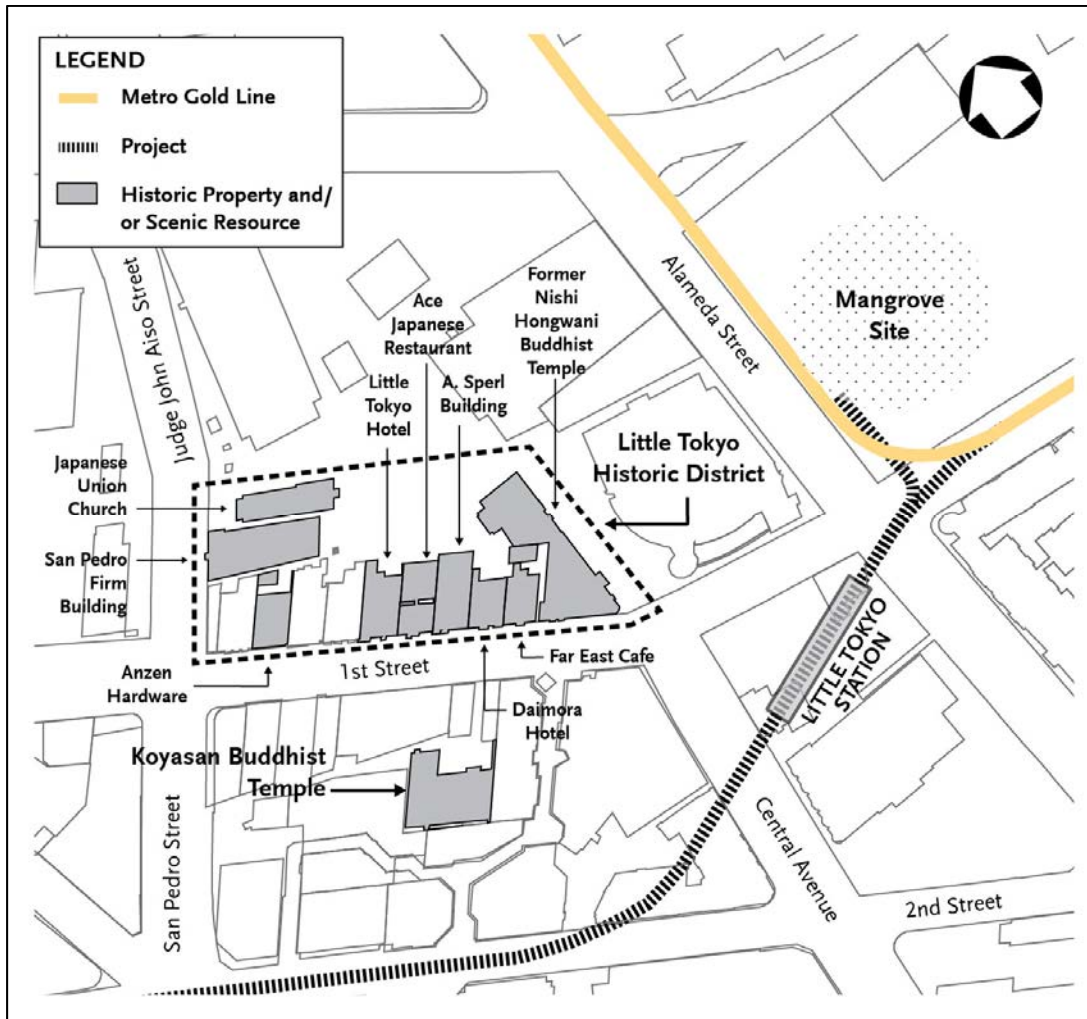 LEGEND
Metro Gold Line
Project
Historic Property and/
or Scenic Resource
Judge John Aiso Street
Alameda Street
Mangrove
Site
Former
Nishi
Hongwani
Buddhist
Temple
Ace
Japanese
Restaurant
Little
Tokyo
Hotel
A. Sperl
Building
Little Tokyo
Historic District
Japanese
Union
Church
San Pedro
Firm
Building
Anzen
Hardware
1st Street
Far East Cafe
Daimora
Hotel
LITTLE TOKYO
STATION
Koyasan Buddhist
Temple
San Pedro Street
Central Avenue
2nd Street